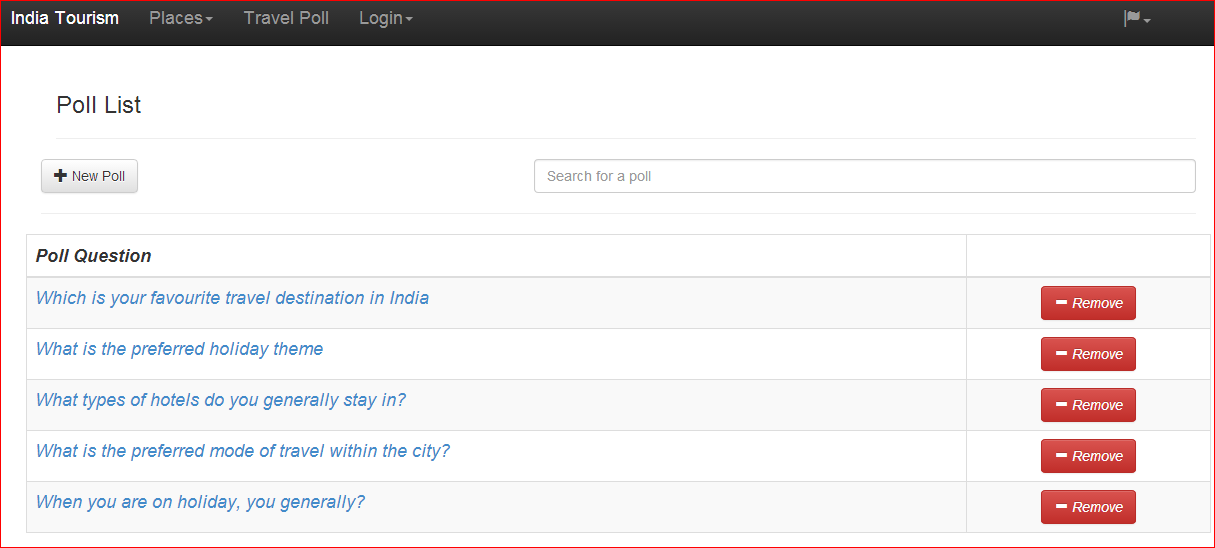 India Tourism Places Travel Poll Login
Poll List
New Poll Search for a poll
Poll Question
Which is your favourite travel destination in India Remove
What is the preferred holiday theme Remove
What types of hotels do you generally stay in? Remove
What is the preferred mode of travel within the city? Remove
When you are on holiday, you generally? Remove